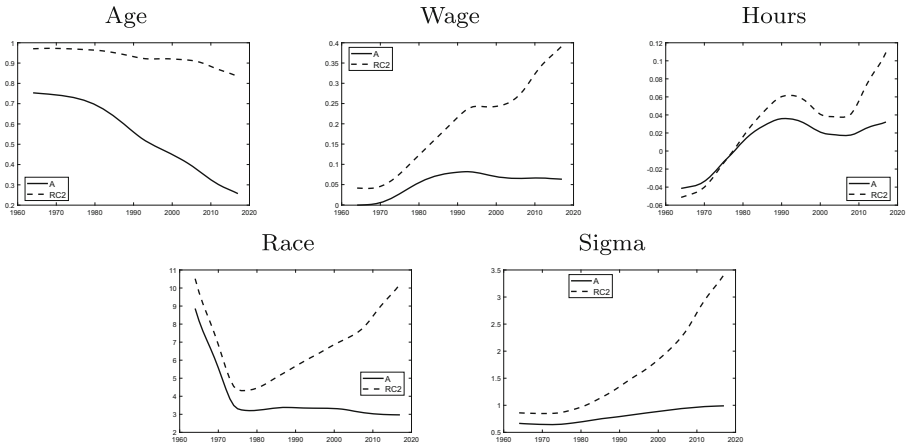 Age Wage Hours
1 0.4 0.12
0.9 0.35 A 0.1
0.8 0.3 RC2 0.08
0.7 0.25 0.06
0.6 0.2 0.04
0.5 0.15 0.02
0.4 0.1 0
0.3 A 0.05 -0.02
RC2 -0.04 A
0.2 0 -0.06 RC2
1960 1970 1980 1990 2000 2010 2020 1960 1970 1980 1990 2000 2010 2020 1960 1970 1980 1990 2000 2010 2020
Race Sigma
11 3.5
10 A
9 3 RC2
8 2.5
7 2
6 1.5
5 A
4 RC2 1
3
2 0.5
1960 1970 1980 1990 2000 2010 2020 1960 1970 1980 1990 2000 2010 2020